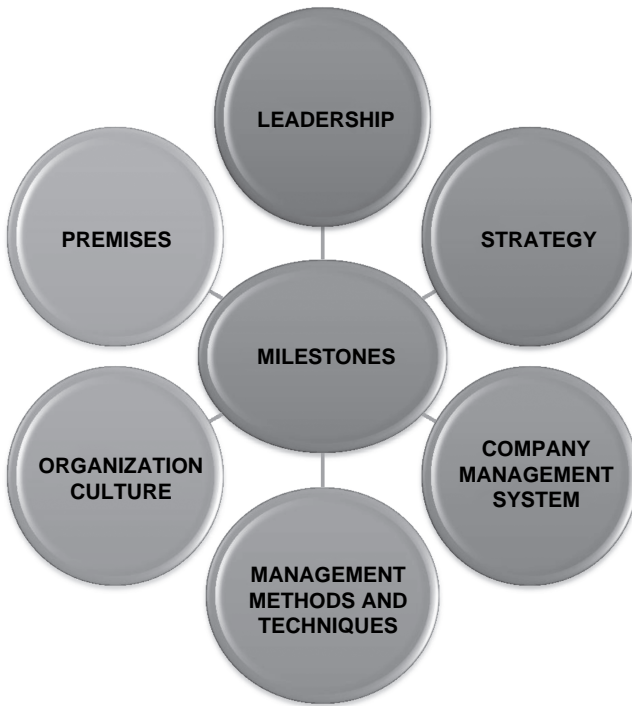 LEADERSHIP
PREMISES
STRATEGY
MILESTONES
ORGANIZATION
CULTURE
COMPANY
MANAGEMENT
SYSTEM
MANAGEMENT
METHODS AND
TECHNIQUES